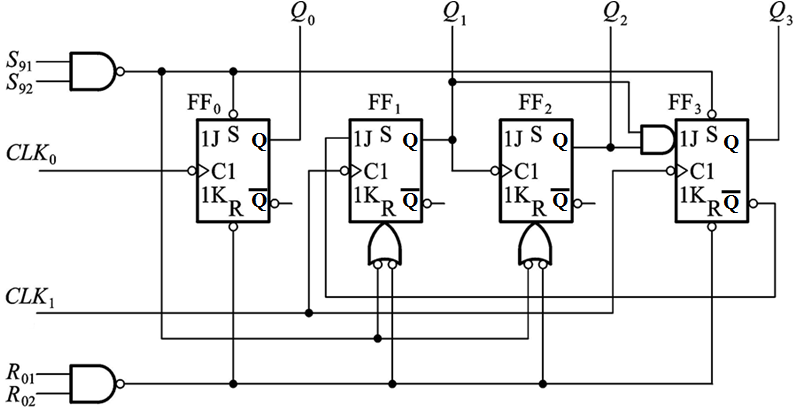 Q₀ Q₁ Q₂ Q₃
S₉₁
S₉₂
FF₀ FF₁ FF₂ FF₃
1J S Q 1J S Q 1J S Q 1J S Q
CLK₀ C1 C1 C1 C1
1K R Q̅ 1K R Q̅ 1K R Q̅ 1K R Q̅
CLK₁
R₀₁
R₀₂